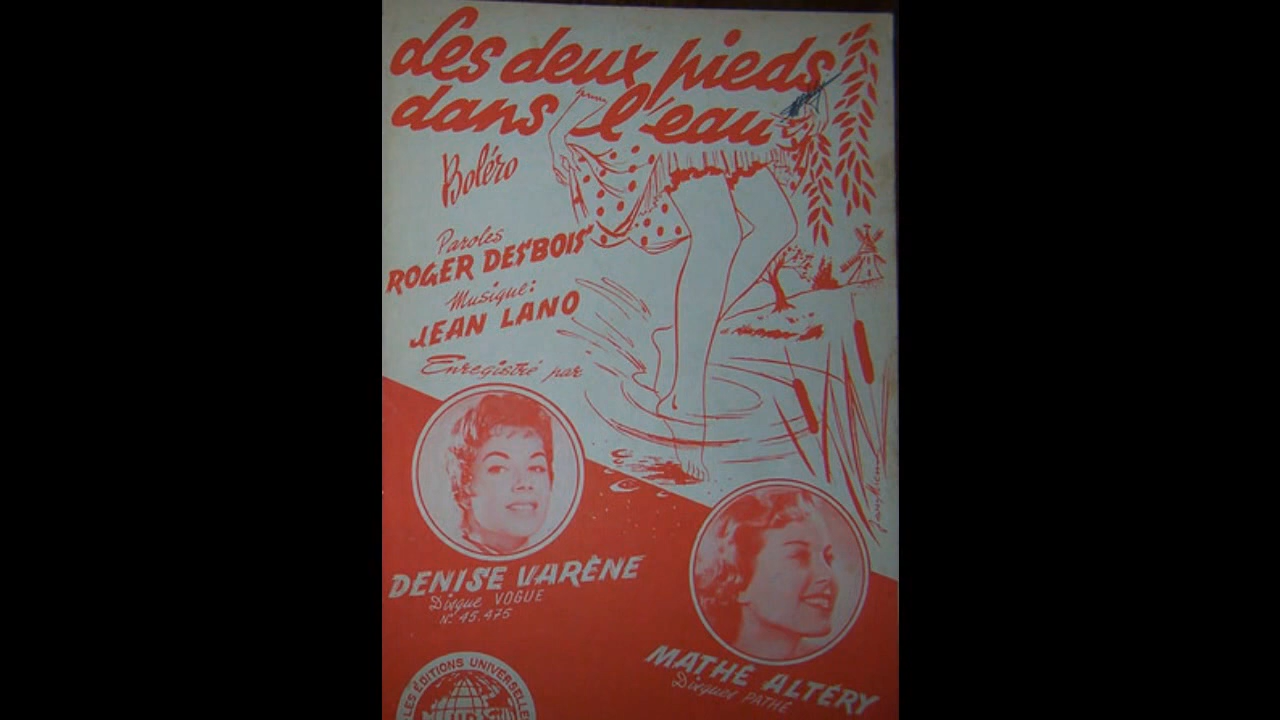 Les deux pieds
dans l'eau
Boléro
Paroles
ROGER DESBOIS
Musique:
JEAN LANO
Enregistré par
DENISE VARÈNE
Disque VOGUE
N° 45.475
MATHÉ ALTÉRY
Disques PATHÉ
LES ÉDITIONS UNIVERSELLES